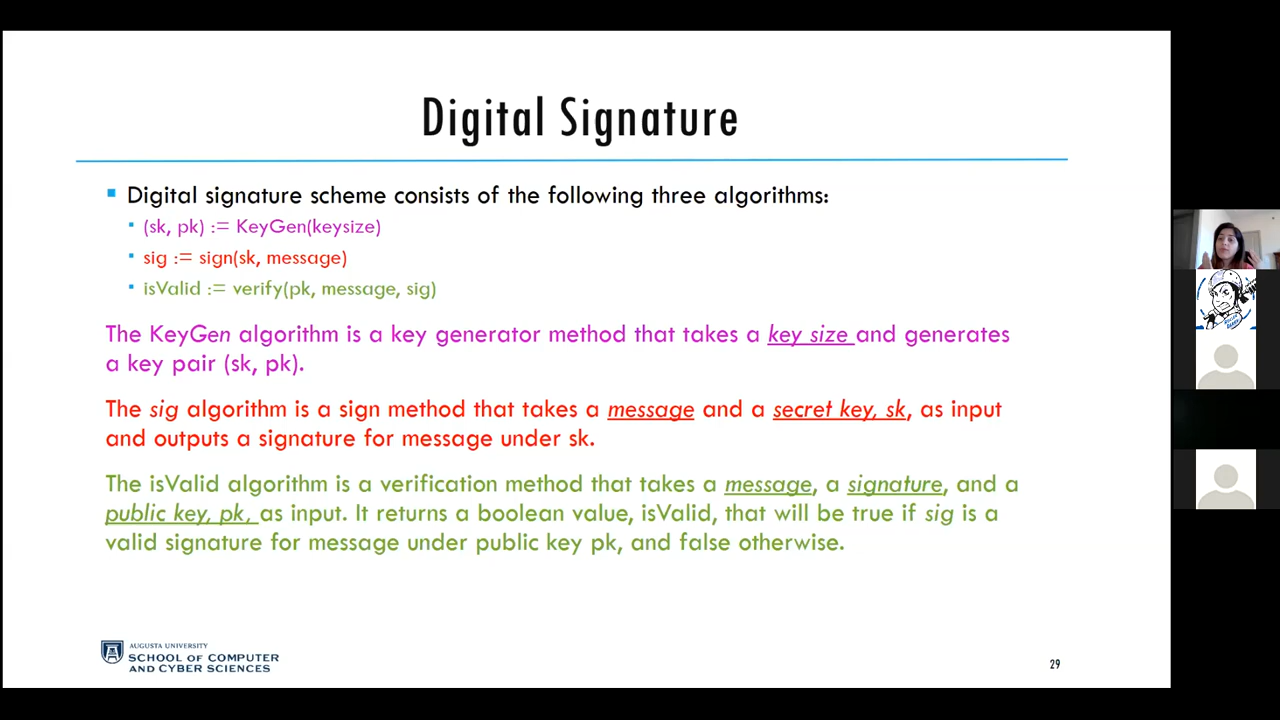 Digital Signature
Digital signature scheme consists of the following three algorithms:
(sk, pk) := KeyGen(keysize)
sig := sign(sk, message)
isValid := verify(pk, message, sig)
The KeyGen algorithm is a key generator method that takes a key size and generates
a key pair (sk, pk).
The sig algorithm is a sign method that takes a message and a secret key, sk, as input
and outputs a signature for message under sk.
The isValid algorithm is a verification method that takes a message, a signature, and a
public key, pk, as input. It returns a boolean value, isValid, that will be true if sig is a
valid signature for message under public key pk, and false otherwise.
AUGUSTA UNIVERSITY
SCHOOL OF COMPUTER
AND CYBER SCIENCES
29